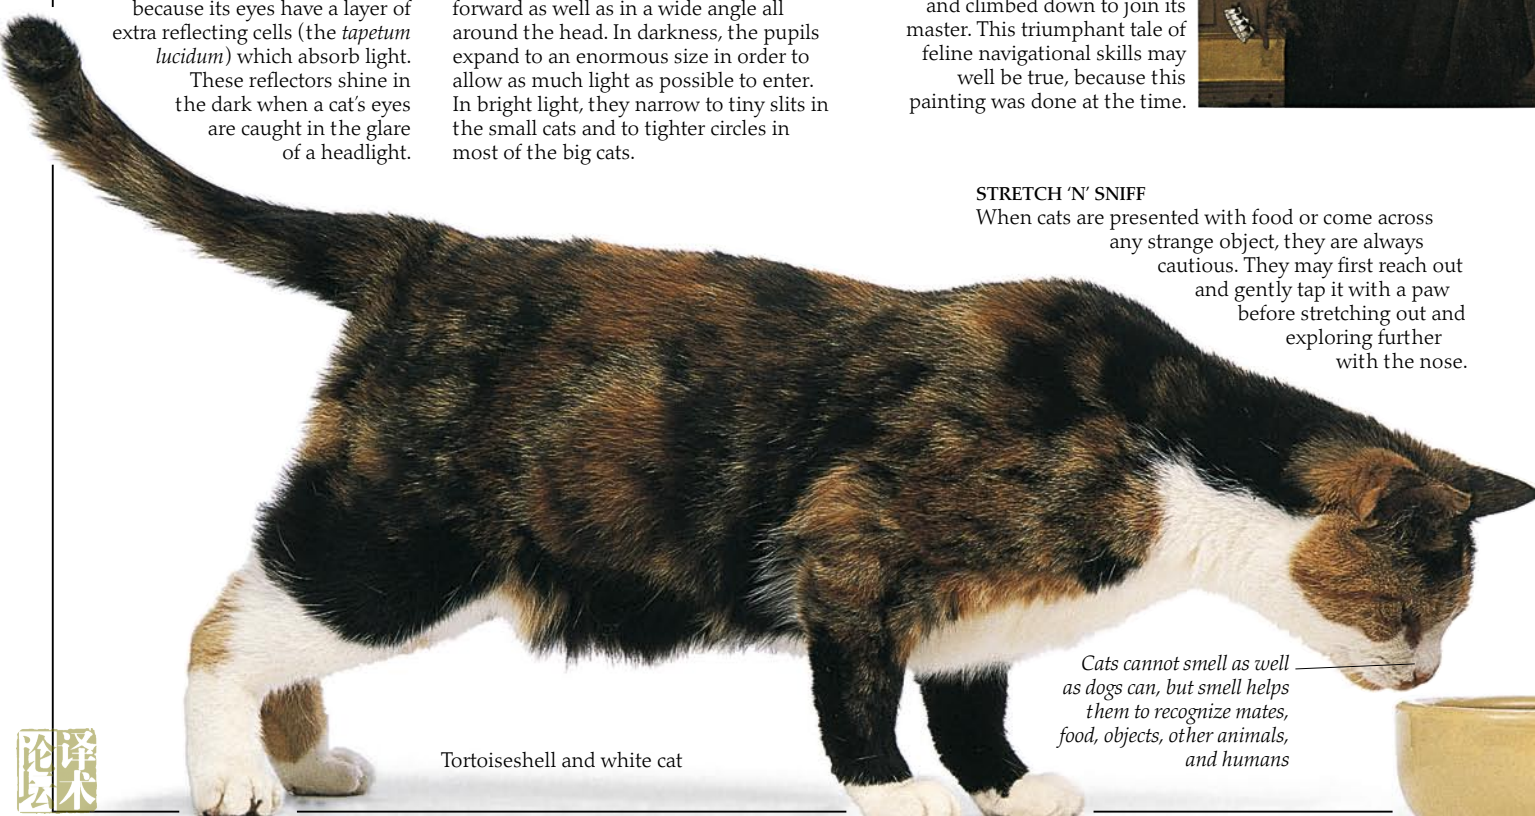 because its eyes have a layer of
extra reflecting cells (the tapetum
lucidum) which absorb light.
These reflectors shine in
the dark when a cat's eyes
are caught in the glare
of a headlight.
forward as well as in a wide angle all
around the head. In darkness, the pupils
expand to an enormous size in order to
allow as much light as possible to enter.
In bright light, they narrow to tiny slits in
the small cats and to tighter circles in
most of the big cats.
and climbed down to join its
master. This triumphant tale of
feline navigational skills may
well be true, because this
painting was done at the time.
STRETCH ‘N’ SNIFF
When cats are presented with food or come across
any strange object, they are always
cautious. They may first reach out
and gently tap it with a paw
before stretching out and
exploring further
with the nose.
Cats cannot smell as well
as dogs can, but smell helps
them to recognize mates,
food, objects, other animals,
and humans
Tortoiseshell and white cat
论译
坛术